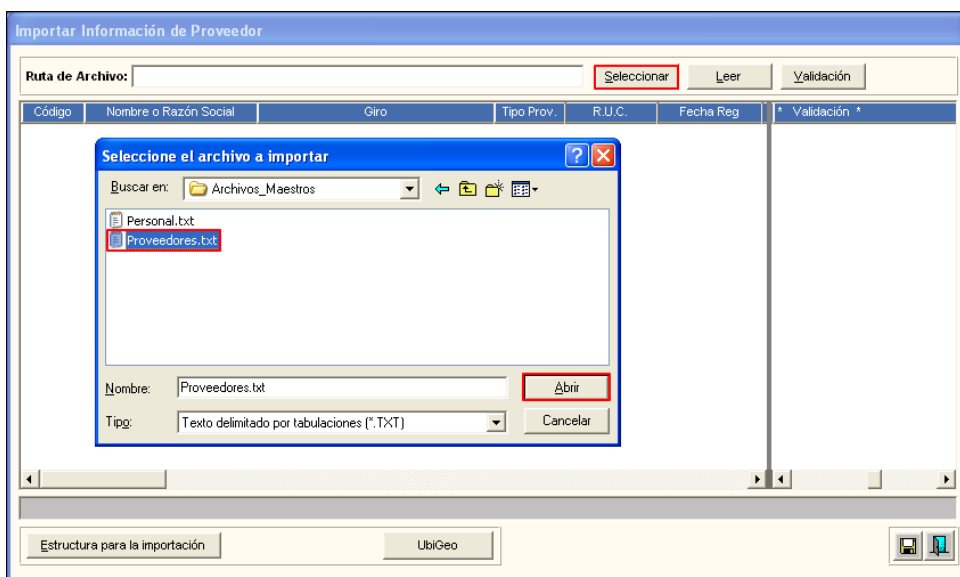 Importar Información de Proveedor
Ruta de Archivo: Seleccionar Leer Validación
Código Nombre o Razón Social Giro Tipo Prov. R.U.C. Fecha Reg * Validación *
Seleccione el archivo a importar
Buscar en: Archivos_Maestros
Personal.txt
Proveedores.txt
Nombre: Proveedores.txt Abrir
Tipo: Texto delimitado por tabulaciones (*.TXT) Cancelar
Estructura para la importación UbiGeo